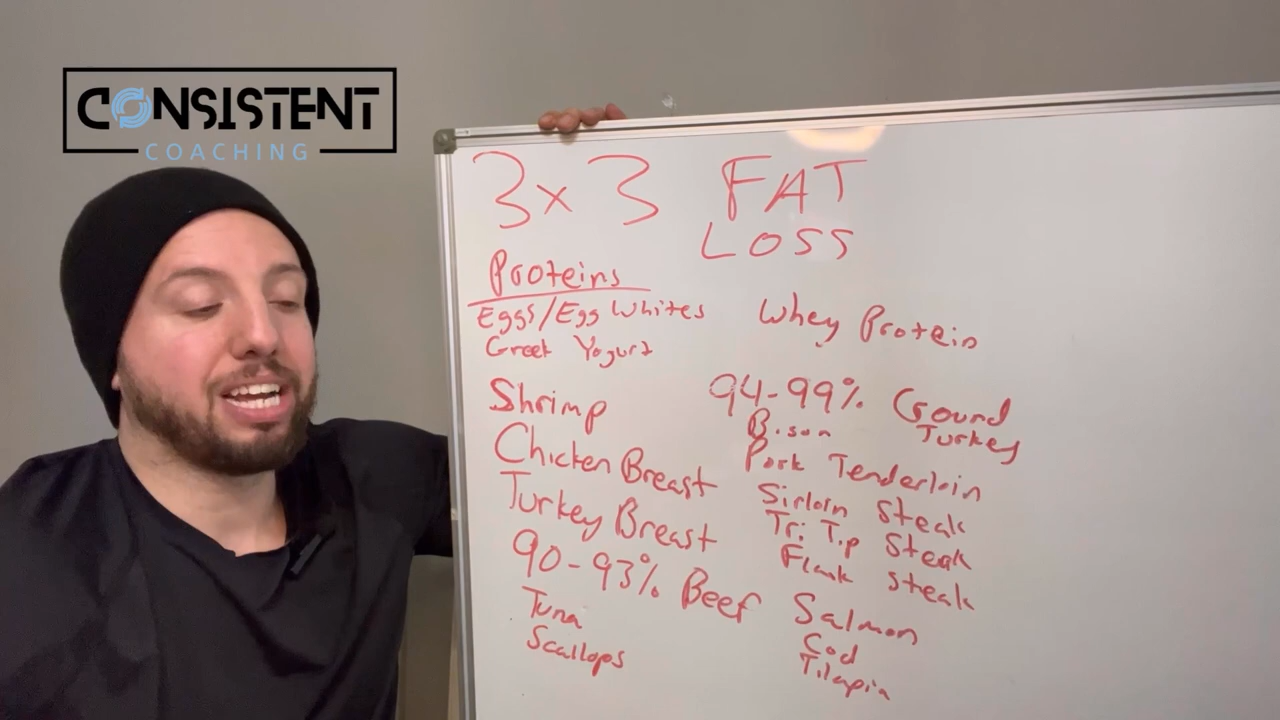 CONSISTENT
COACHING
3x3 FAT
LOSS
Proteins
Eggs/Egg Whites
Greek Yogurt
Shrimp
Chicken Breast
Turkey Breast
90-93% Beef
Tuna
Scallops
Whey Protein
94-99% Ground
Turkey
Bison
Pork Tenderloin
Sirloin Steak
Tri Tip Steak
Flank Steak
Salmon
Cod
Tilapia